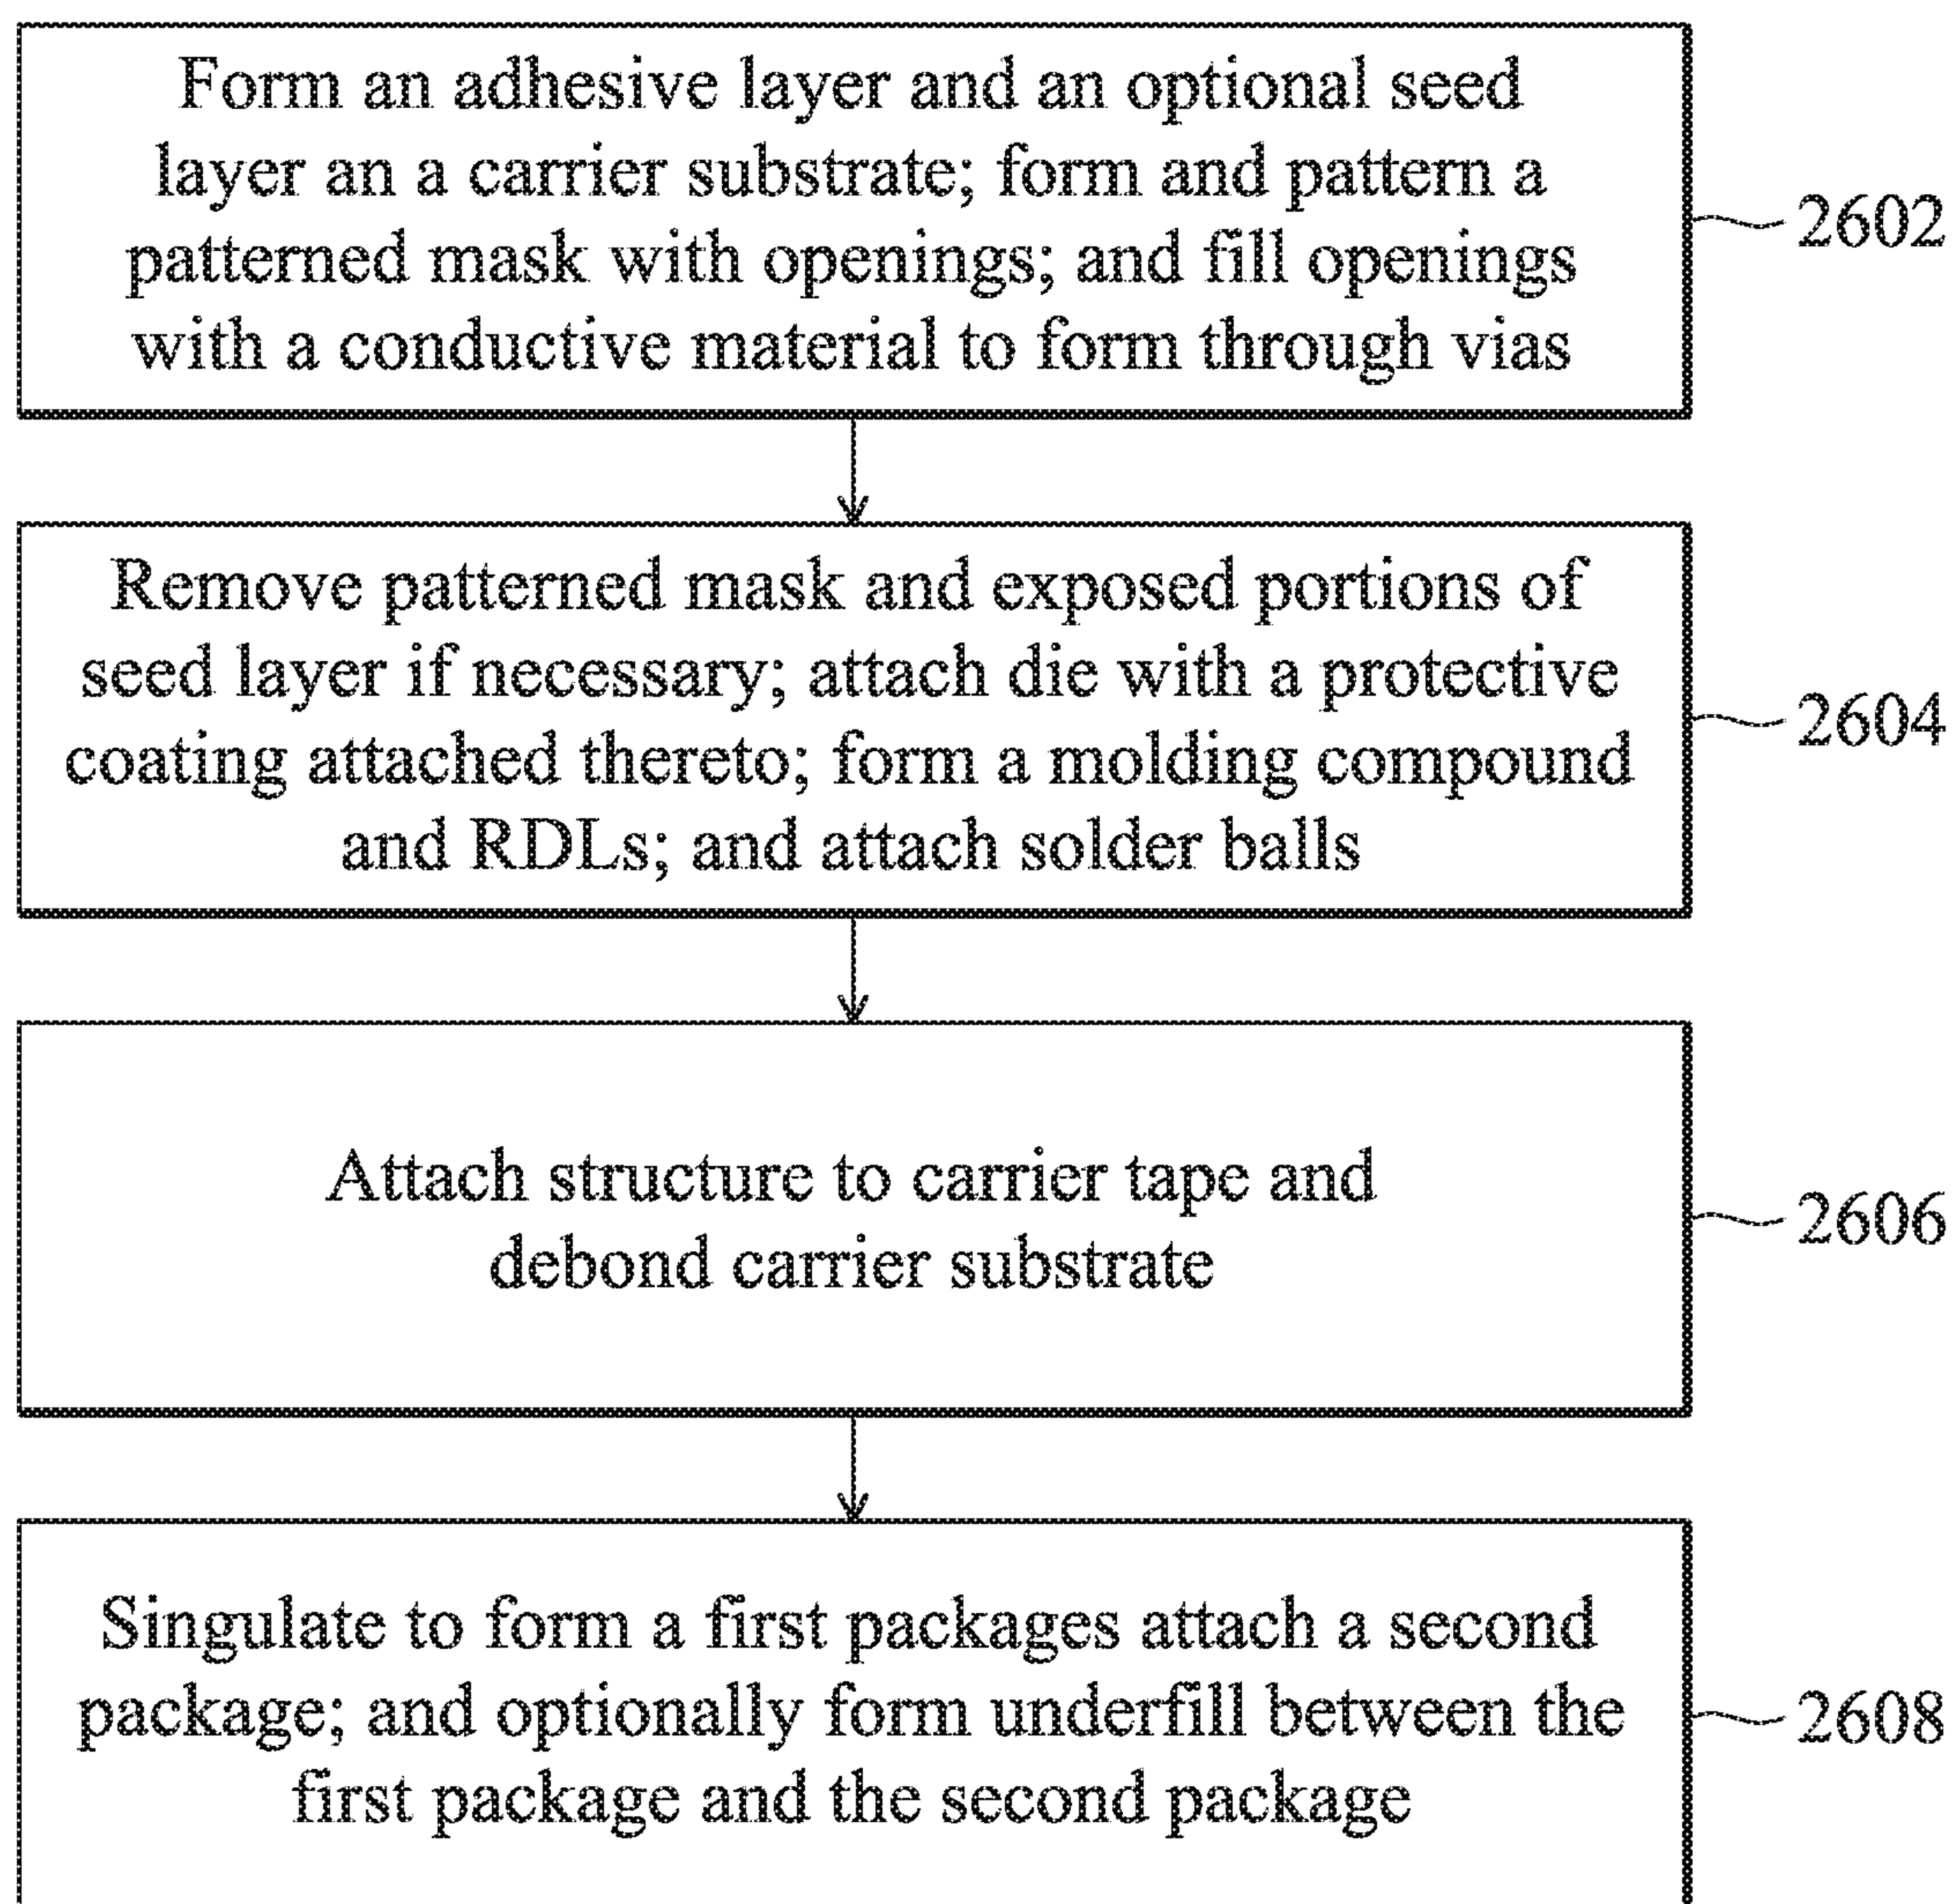 Form an adhesive layer and an optional seed
layer an a carrier substrate; form and pattern a
patterned mask with openings; and fill openings
with a conductive material to form through vias
2602
Remove patterned mask and exposed portions of
seed layer if necessary; attach die with a protective
coating attached thereto; form a molding compound
and RDLs; and attach solder balls
2604
Attach structure to carrier tape and
debond carrier substrate
2606
Singulate to form a first packages attach a second
package; and optionally form underfill between the
first package and the second package
2608